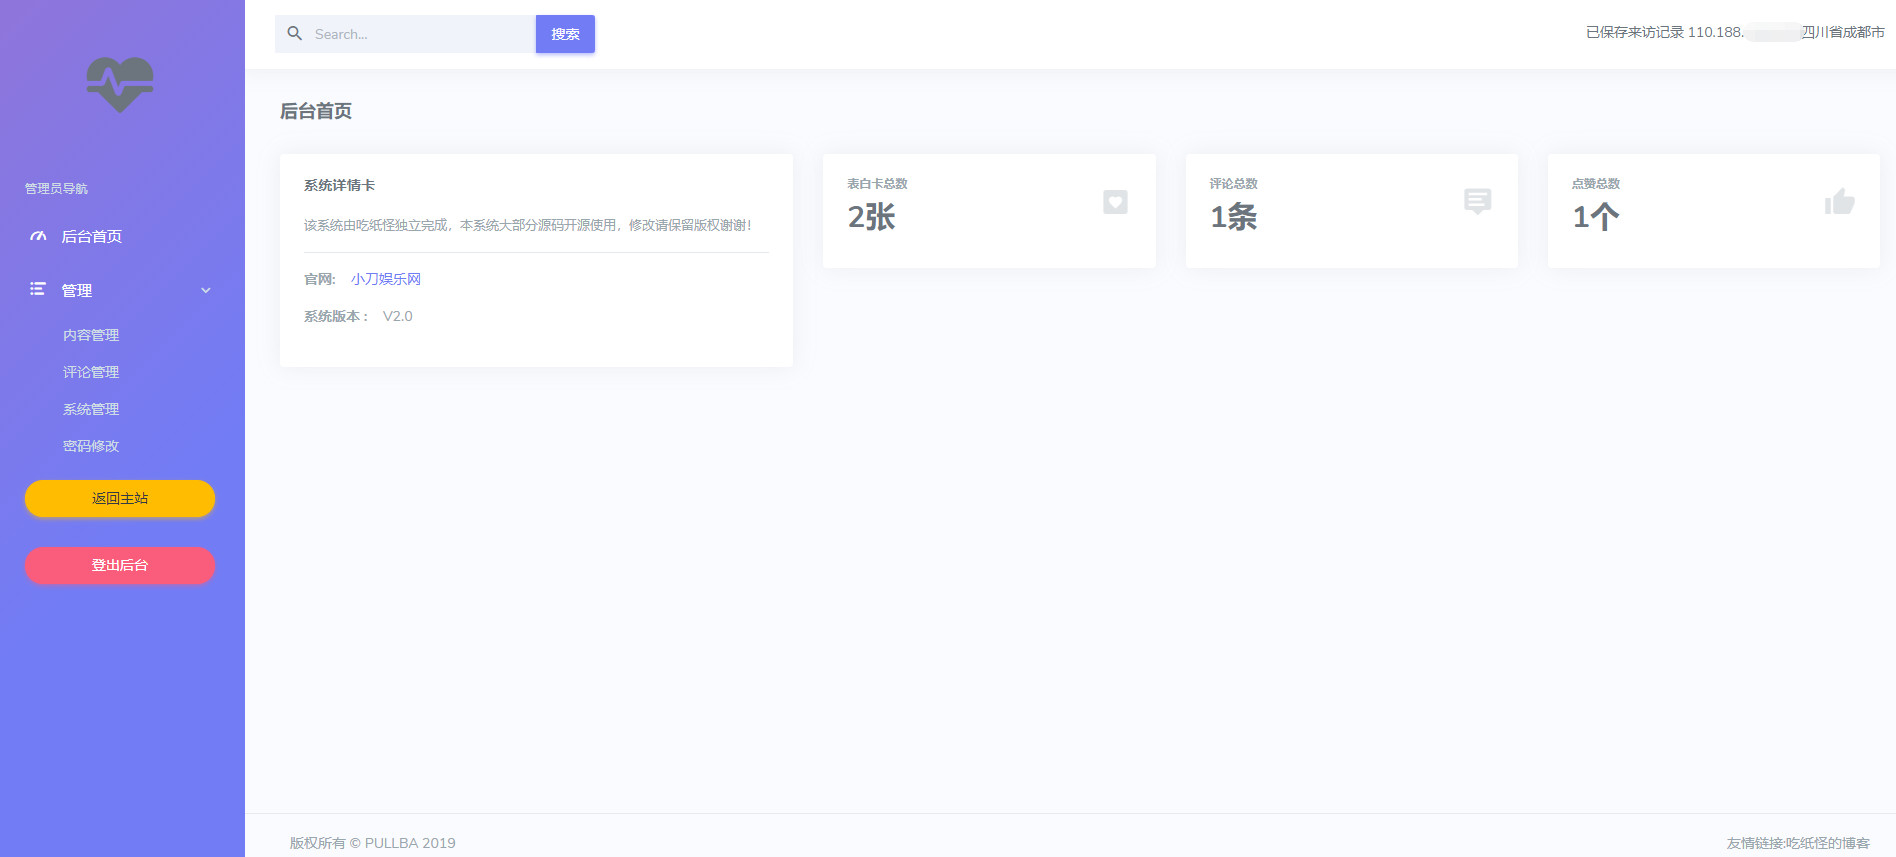 Search...
搜索
已保存来访记录 110.188.
四川省成都市
管理员导航
后台首页
管理
内容管理
评论管理
系统管理
密码修改
返回主站
登出后台
后台首页
系统详情卡
该系统由吃纸怪独立完成，本系统大部分源码开源使用，修改请保留版权谢谢！
官网: 小刀娱乐网
系统版本： V2.0
表白卡总数
2张
评论总数
1条
点赞总数
1个
版权所有 © PULLBA 2019
友情链接:吃纸怪的博客